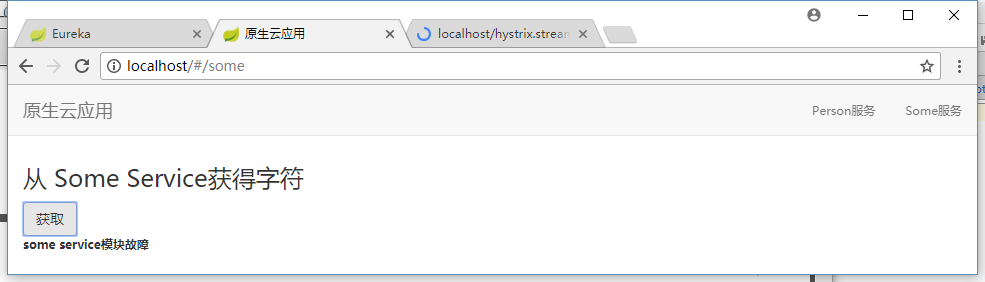 Eureka
原生云应用
localhost/hystrix.stream
localhost/#/some
原生云应用
Person服务
Some服务
从 Some Service获得字符
获取
some service模块故障